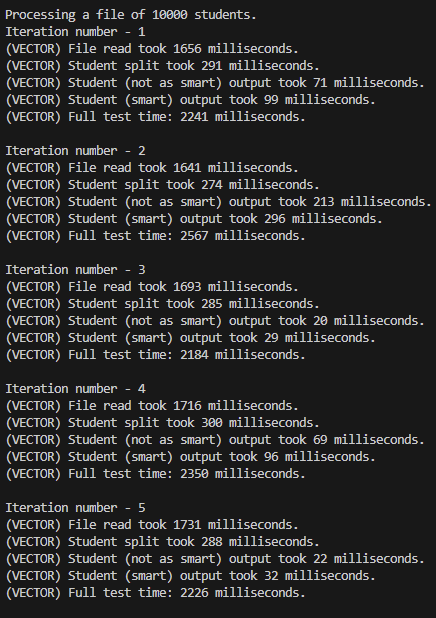 Processing a file of 10000 students.
Iteration number - 1
(VECTOR) File read took 1656 milliseconds.
(VECTOR) Student split took 291 milliseconds.
(VECTOR) Student (not as smart) output took 71 milliseconds.
(VECTOR) Student (smart) output took 99 milliseconds.
(VECTOR) Full test time: 2241 milliseconds.

Iteration number - 2
(VECTOR) File read took 1641 milliseconds.
(VECTOR) Student split took 274 milliseconds.
(VECTOR) Student (not as smart) output took 213 milliseconds.
(VECTOR) Student (smart) output took 296 milliseconds.
(VECTOR) Full test time: 2567 milliseconds.

Iteration number - 3
(VECTOR) File read took 1693 milliseconds.
(VECTOR) Student split took 285 milliseconds.
(VECTOR) Student (not as smart) output took 20 milliseconds.
(VECTOR) Student (smart) output took 29 milliseconds.
(VECTOR) Full test time: 2184 milliseconds.

Iteration number - 4
(VECTOR) File read took 1716 milliseconds.
(VECTOR) Student split took 300 milliseconds.
(VECTOR) Student (not as smart) output took 69 milliseconds.
(VECTOR) Student (smart) output took 96 milliseconds.
(VECTOR) Full test time: 2350 milliseconds.

Iteration number - 5
(VECTOR) File read took 1731 milliseconds.
(VECTOR) Student split took 288 milliseconds.
(VECTOR) Student (not as smart) output took 22 milliseconds.
(VECTOR) Student (smart) output took 32 milliseconds.
(VECTOR) Full test time: 2226 milliseconds.